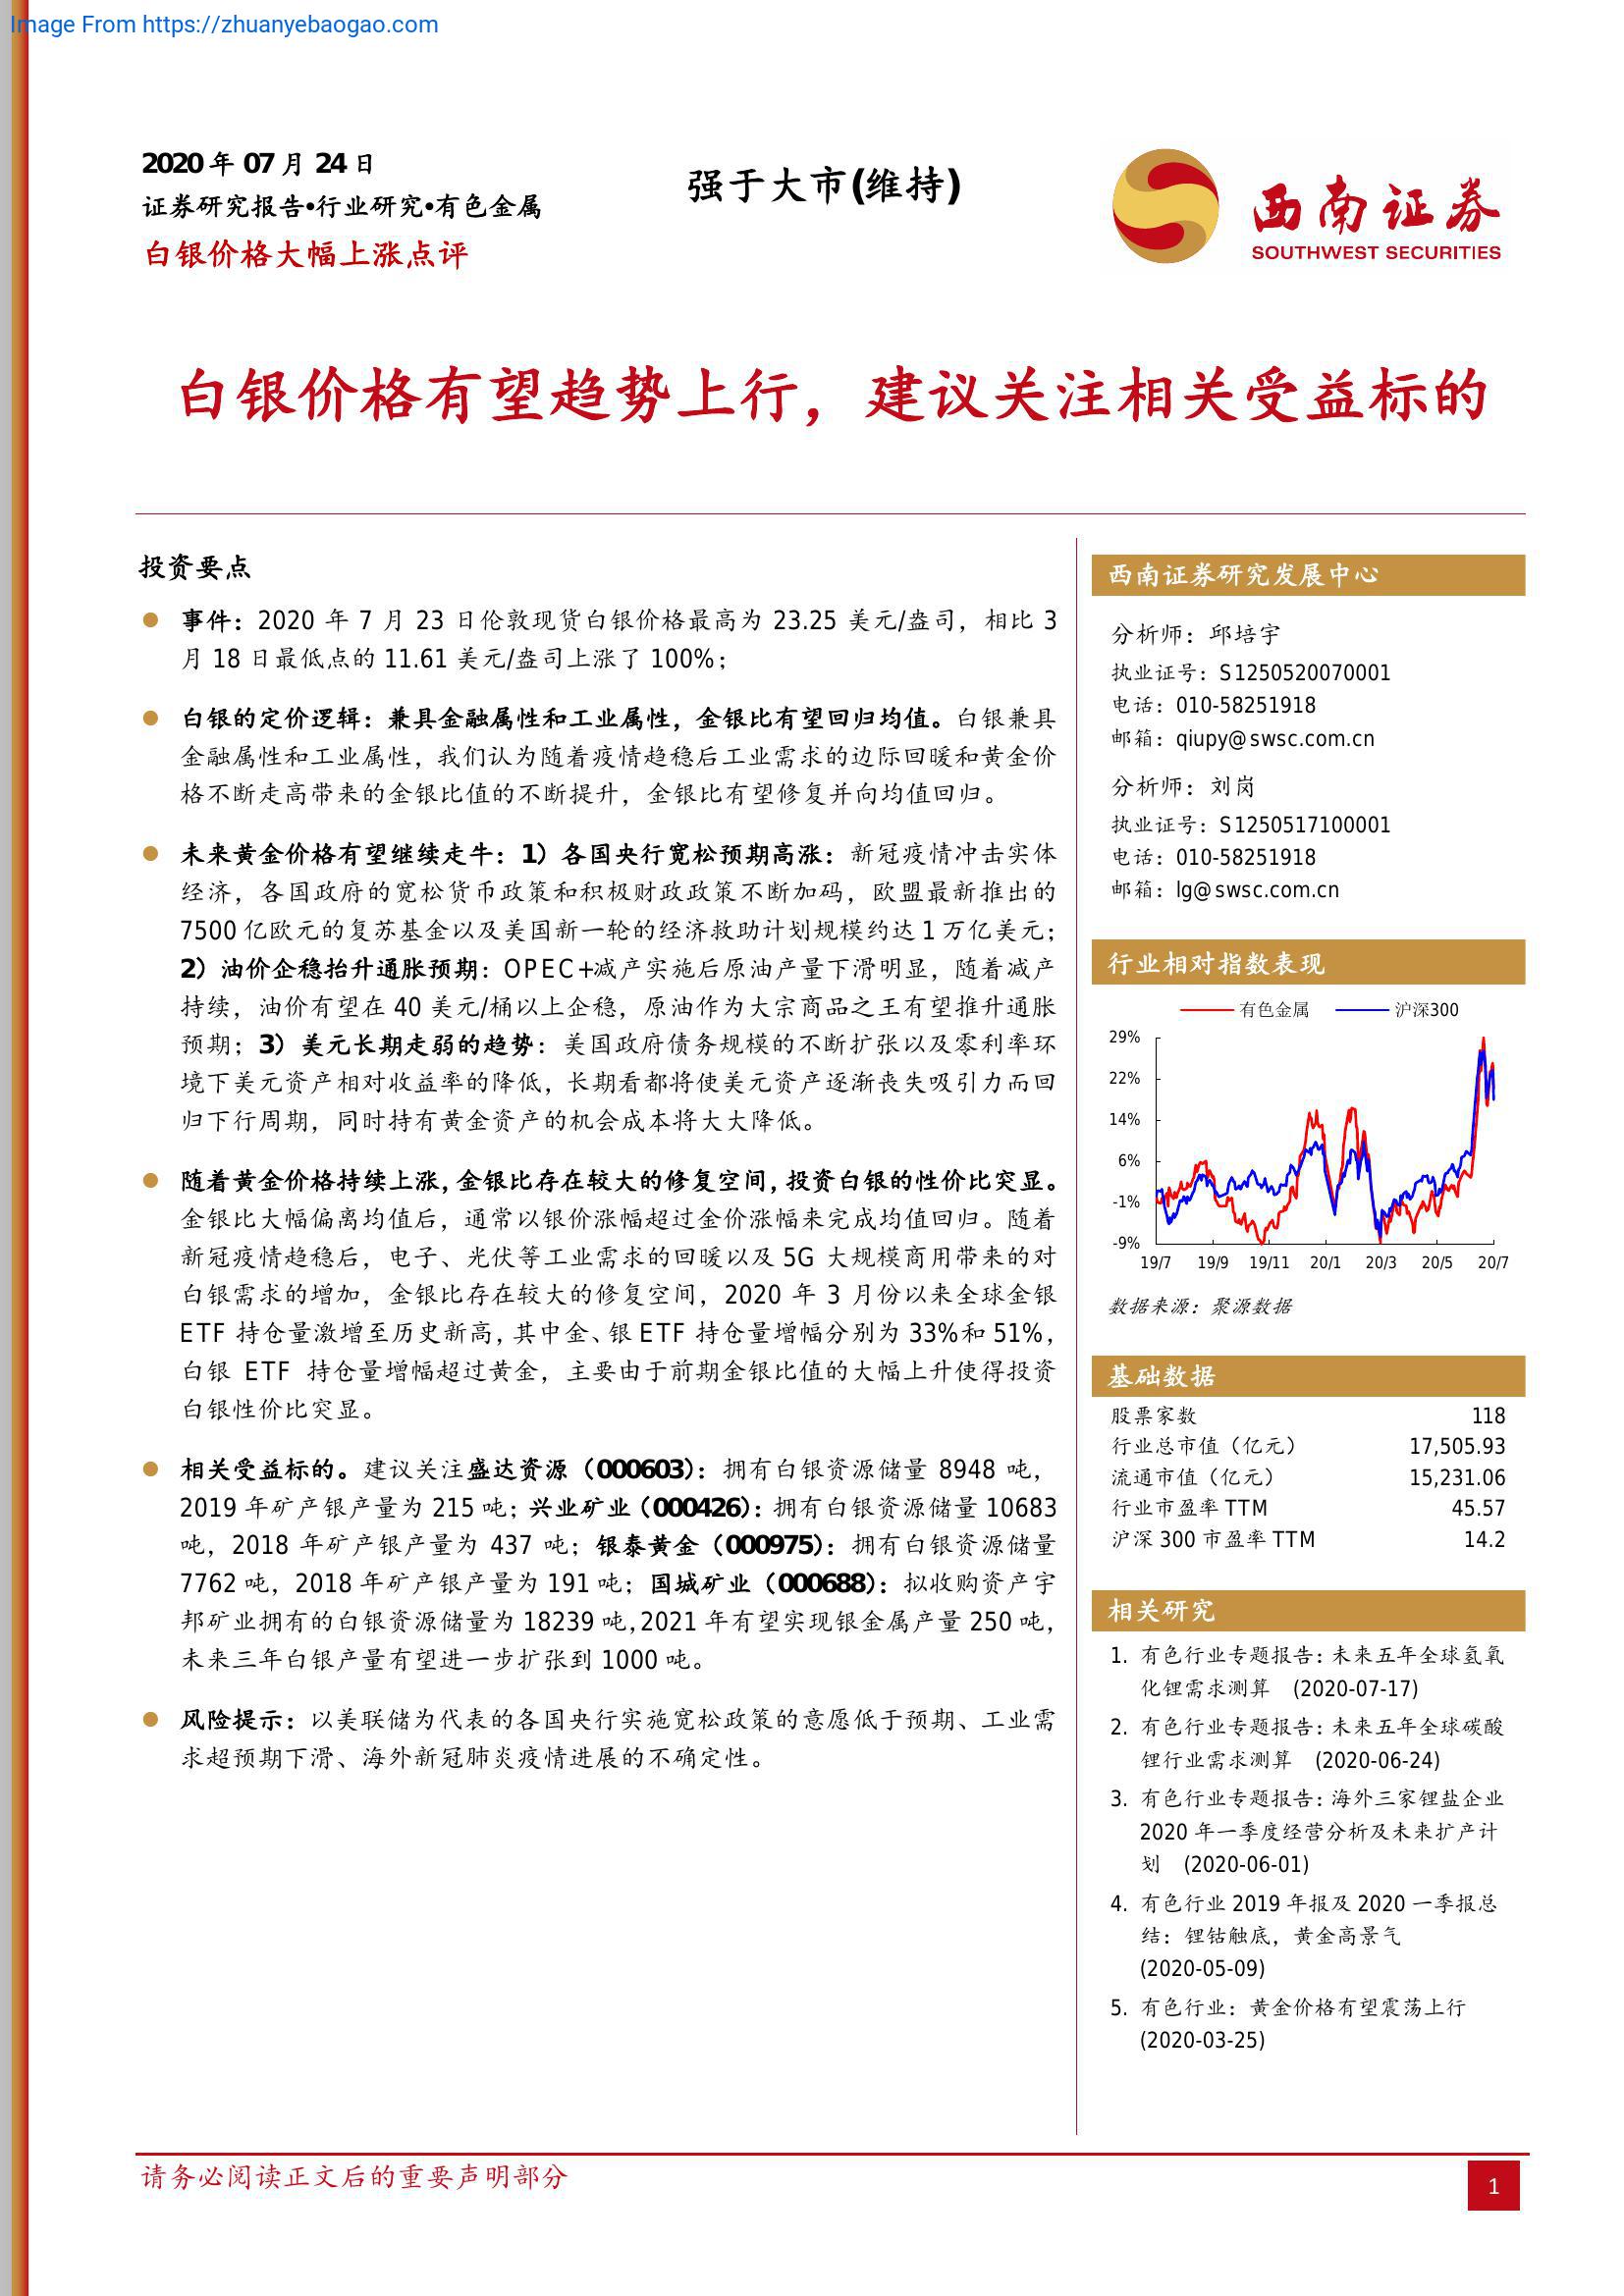 Image From https://zhuanyebaogao.com
2020 年 07 月 24 日
证券研究报告•行业研究•有色金属
白银价格大幅上涨点评
强于大市(维持)
西南证券
SOUTHWEST SECURITIES
白银价格有望趋势上行，建议关注相关受益标的
投资要点
事件：2020 年 7 月 23 日伦敦现货白银价格最高为 23.25 美元/盎司，相比 3
月 18 日最低点的 11.61 美元/盎司上涨了 100%；
白银的定价逻辑：兼具金融属性和工业属性，金银比有望回归均值。白银兼具
金融属性和工业属性，我们认为随着疫情趋稳后工业需求的边际回暖和黄金价
格不断走高带来的金银比值的不断提升，金银比有望修复并向均值回归。
未来黄金价格有望继续走牛：1）各国央行宽松预期高涨：新冠疫情冲击实体
经济，各国政府的宽松货币政策和积极财政政策不断加码，欧盟最新推出的
7500 亿欧元的复苏基金以及美国新一轮的经济救助计划规模约达 1 万亿美元；
2）油价企稳抬升通胀预期：OPEC+减产实施后原油产量下滑明显，随着减产
持续，油价有望在 40 美元/桶以上企稳，原油作为大宗商品之王有望推升通胀
预期；3）美元长期走弱的趋势：美国政府债务规模的不断扩张以及零利率环
境下美元资产相对收益率的降低，长期看都将使美元资产逐渐丧失吸引力而回
归下行周期，同时持有黄金资产的机会成本将大大降低。
随着黄金价格持续上涨，金银比存在较大的修复空间，投资白银的性价比突显。
金银比大幅偏离均值后，通常以银价涨幅超过金价涨幅来完成均值回归。随着
新冠疫情趋稳后，电子、光伏等工业需求的回暖以及 5G 大规模商用带来的对
白银需求的增加，金银比存在较大的修复空间，2020 年 3 月份以来全球金银
ETF 持仓量激增至历史新高，其中金、银 ETF 持仓量增幅分别为 33%和 51%，
白银 ETF 持仓量增幅超过黄金，主要由于前期金银比值的大幅上升使得投资
白银性价比突显。
相关受益标的。建议关注盛达资源（000603）：拥有白银资源储量 8948 吨，
2019 年矿产银产量为 215 吨；兴业矿业（000426）：拥有白银资源储量 10683
吨，2018 年矿产银产量为 437 吨；银泰黄金（000975）：拥有白银资源储量
7762 吨，2018 年矿产银产量为 191 吨；国城矿业（000688）：拟收购资产宇
邦矿业拥有的白银资源储量为 18239 吨，2021 年有望实现银金属产量 250 吨，
未来三年白银产量有望进一步扩张到 1000 吨。
风险提示：以美联储为代表的各国央行实施宽松政策的意愿低于预期、工业需
求超预期下滑、海外新冠肺炎疫情进展的不确定性。
西南证券研究发展中心
分析师：邱培宇
执业证号：S1250520070001
电话：010-58251918
邮箱：qiupy@swsc.com.cn
分析师：刘岗
执业证号：S1250517100001
电话：010-58251918
邮箱：lg@swsc.com.cn
行业相对指数表现
有色金属 沪深300
29%
22%
14%
6%
-1%
-9%
19/7 19/9 19/11 20/1 20/3 20/5 20/7
数据来源：聚源数据
基础数据
股票家数 118
行业总市值（亿元） 17,505.93
流通市值（亿元） 15,231.06
行业市盈率 TTM 45.57
沪深 300 市盈率 TTM 14.2
相关研究
1. 有色行业专题报告：未来五年全球氢氧
化锂需求测算 (2020-07-17)
2. 有色行业专题报告：未来五年全球碳酸
锂行业需求测算 (2020-06-24)
3. 有色行业专题报告：海外三家锂盐企业
2020 年一季度经营分析及未来扩产计
划 (2020-06-01)
4. 有色行业 2019 年报及 2020 一季报总
结：锂钴触底，黄金高景气
(2020-05-09)
5. 有色行业：黄金价格有望震荡上行
(2020-03-25)
请务必阅读正文后的重要声明部分
1